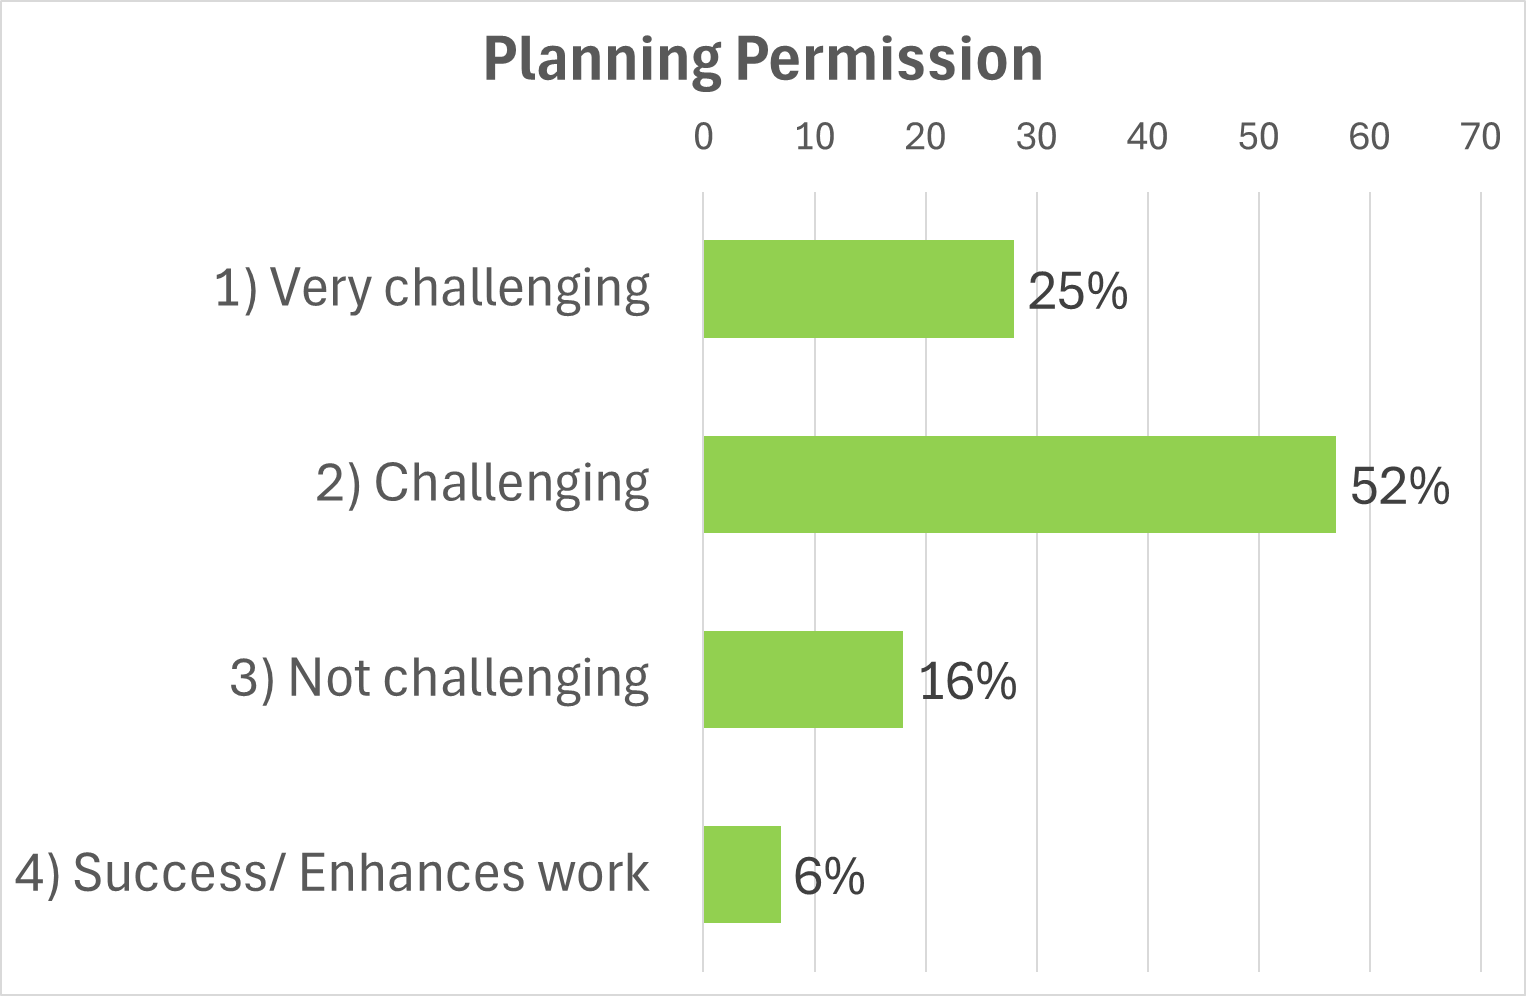 Planning Permission
0 10 20 30 40 50 60 70
1) Very challenging 25%
2) Challenging 52%
3) Not challenging 16%
4) Success/ Enhances work 6%